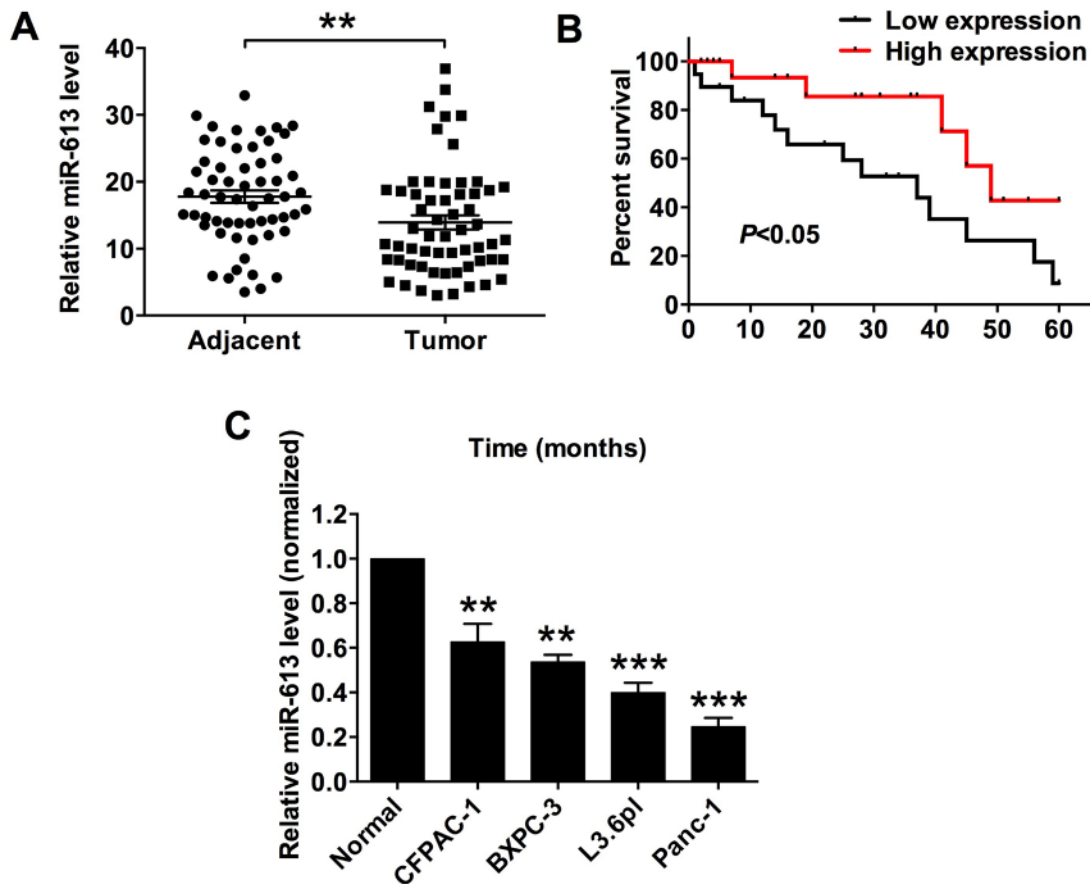 A
**
Relative miR-613 level
40
30
20
10
0
Adjacent
Tumor
B
Low expression
High expression
Percent survival
100
80
60
40
20
0
P<0.05
0 10 20 30 40 50 60
Time (months)
C
Relative miR-613 level (normalized)
1.2
1.0
0.8
0.6
0.4
0.2
0.0
**
**
***
***
Normal
CFPAC-1
BXPC-3
L3.6pl
Panc-1